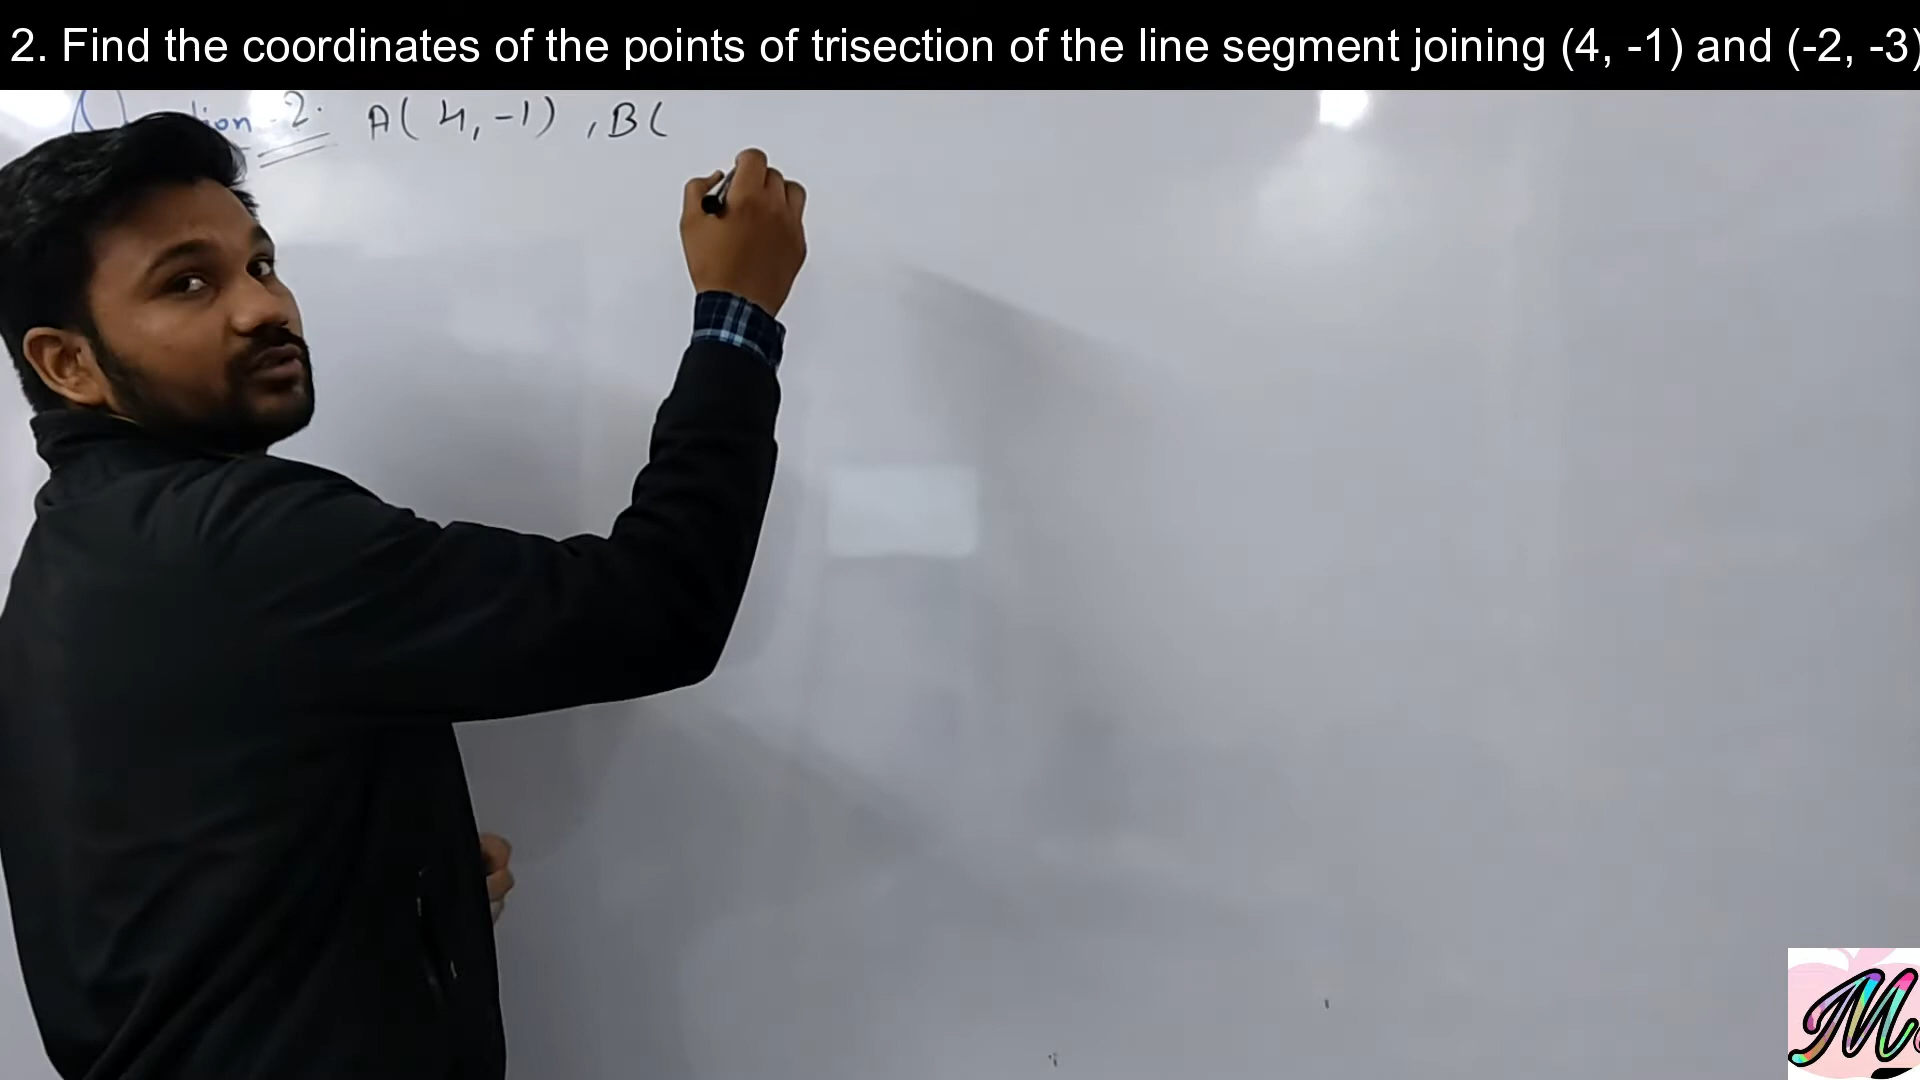 2. Find the coordinates of the points of trisection of the line segment joining (4, -1) and (-2, -3)
2. A( 4, -1) , B(
M